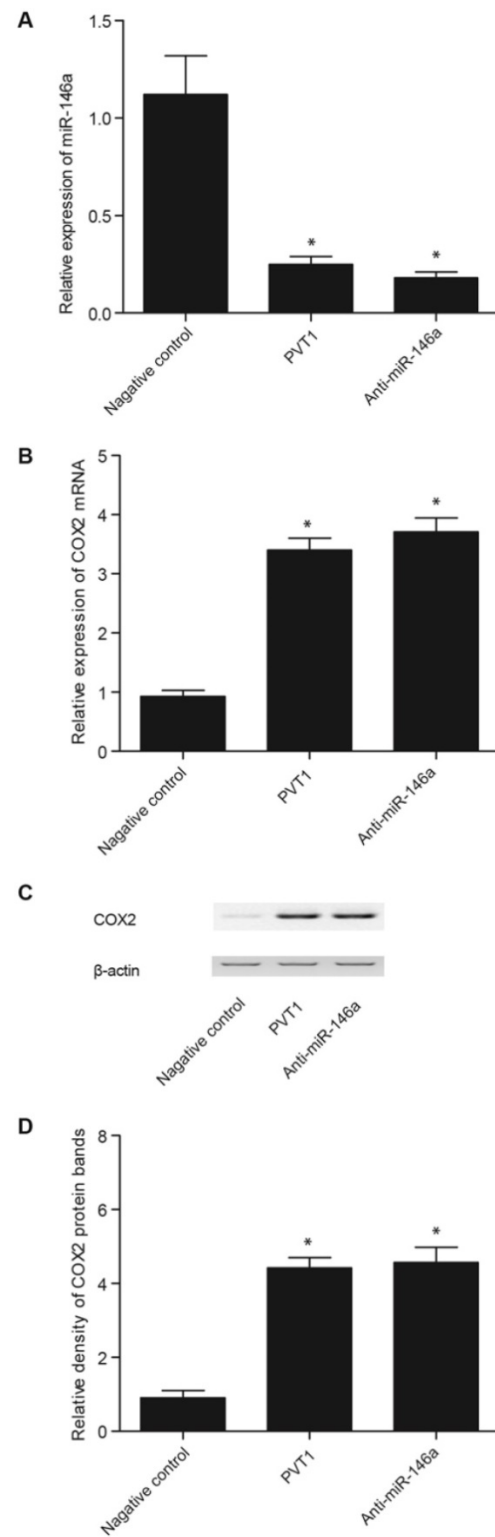 A
Relative expression of miR-146a
1.5
1.0
0.5
0.0
*
*
Nagative control
PVT1
Anti-miR-146a
B
Relative expression of COX2 mRNA
5
4
3
2
1
0
*
*
Nagative control
PVT1
Anti-miR-146a
C
COX2
β-actin
Nagative control
PVT1
Anti-miR-146a
D
Relative density of COX2 protein bands
8
6
4
2
0
*
*
Nagative control
PVT1
Anti-miR-146a